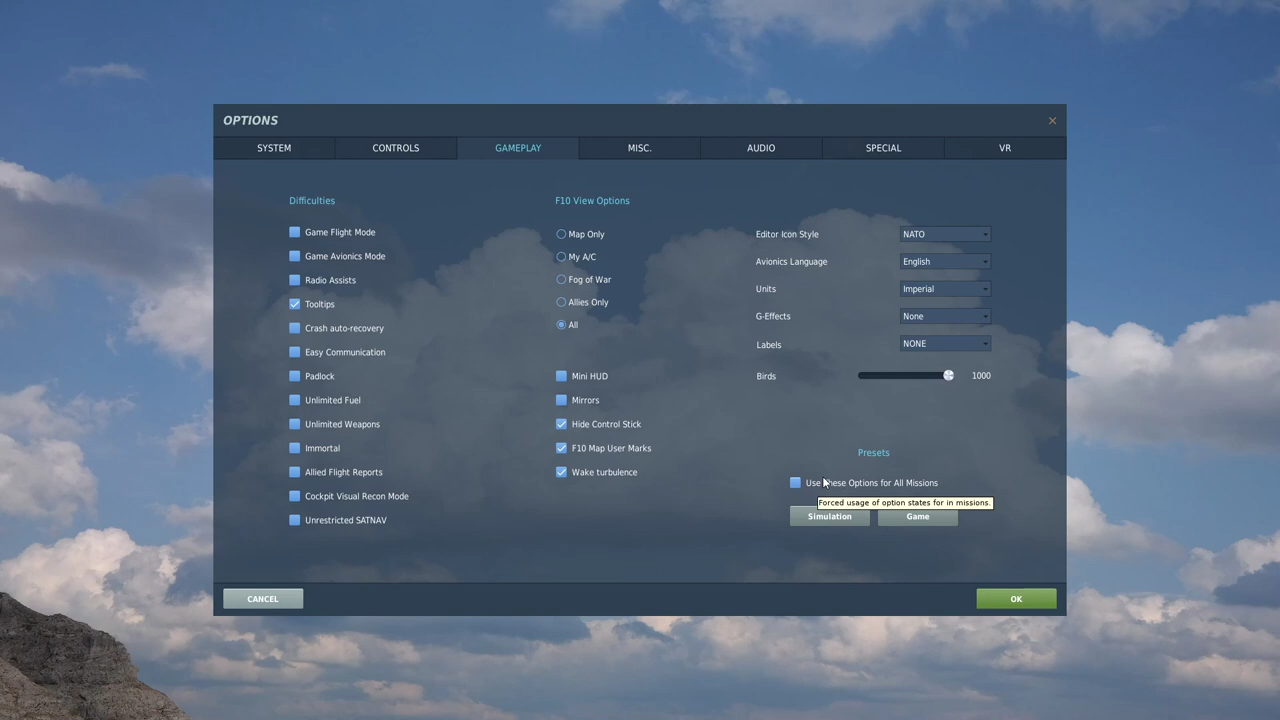 OPTIONS
SYSTEM
CONTROLS
GAMEPLAY
MISC.
AUDIO
SPECIAL
VR
Difficulties
Game Flight Mode
Game Avionics Mode
Radio Assists
Tooltips
Crash auto-recovery
Easy Communication
Padlock
Unlimited Fuel
Unlimited Weapons
Immortal
Allied Flight Reports
Cockpit Visual Recon Mode
Unrestricted SATNAV
F10 View Options
Map Only
My A/C
Fog of War
Allies Only
All
Mini HUD
Mirrors
Hide Control Stick
F10 Map User Marks
Wake turbulence
Editor Icon Style NATO
Avionics Language English
Units Imperial
G-Effects None
Labels NONE
Birds 1000
Presets
Use These Options for All Missions
Forced usage of option states for in missions.
Simulation
Game
CANCEL
OK